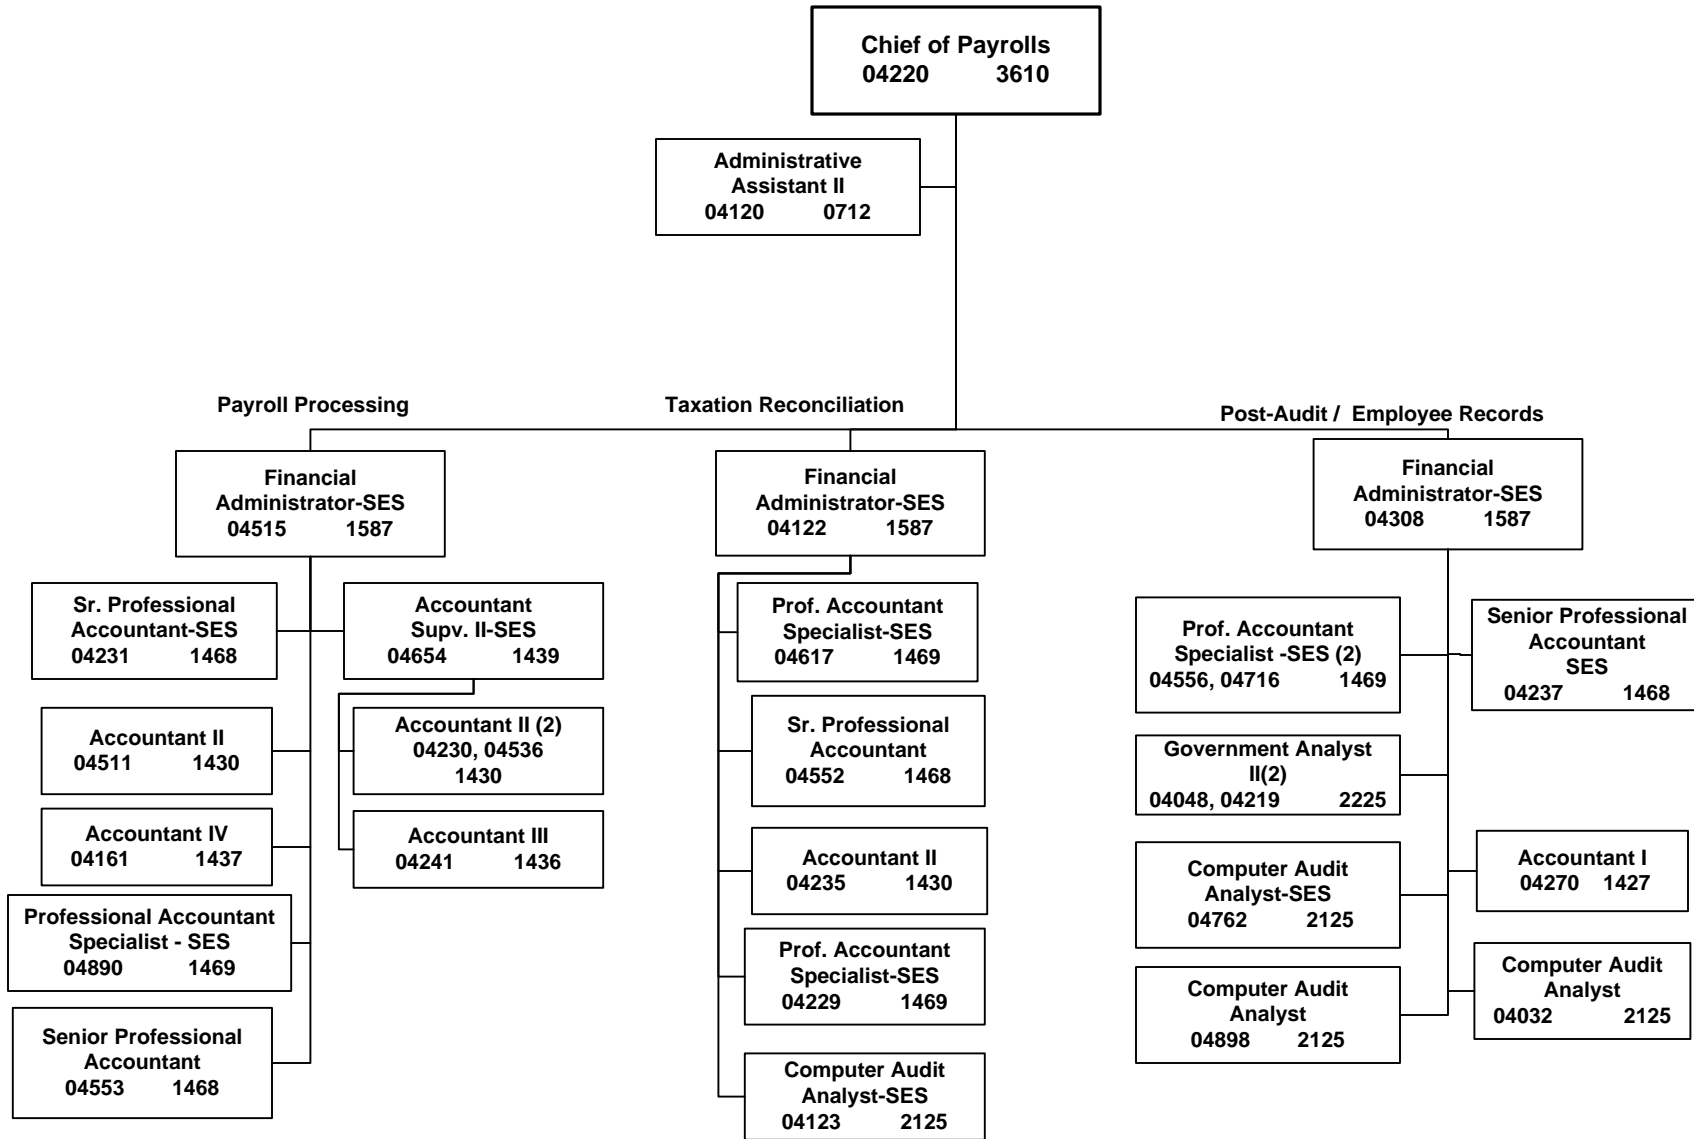 Chief of Payrolls
04220 3610
Administrative
Assistant II
04120 0712
Payroll Processing
Taxation Reconciliation
Post-Audit / Employee Records
Financial
Administrator-SES
04515 1587
Financial
Administrator-SES
04122 1587
Financial
Administrator-SES
04308 1587
Sr. Professional
Accountant-SES
04231 1468
Accountant
Supv. II-SES
04654 1439
Accountant II
04511 1430
Accountant II (2)
04230, 04536
1430
Accountant IV
04161 1437
Accountant III
04241 1436
Professional Accountant
Specialist - SES
04890 1469
Senior Professional
Accountant
04553 1468
Prof. Accountant
Specialist-SES
04617 1469
Sr. Professional
Accountant
04552 1468
Accountant II
04235 1430
Prof. Accountant
Specialist-SES
04229 1469
Computer Audit
Analyst-SES
04123 2125
Prof. Accountant
Specialist -SES (2)
04556, 04716 1469
Senior Professional
Accountant
SES
04237 1468
Government Analyst
II(2)
04048, 04219 2225
Computer Audit
Analyst-SES
04762 2125
Accountant I
04270 1427
Computer Audit
Analyst
04898 2125
Computer Audit
Analyst
04032 2125